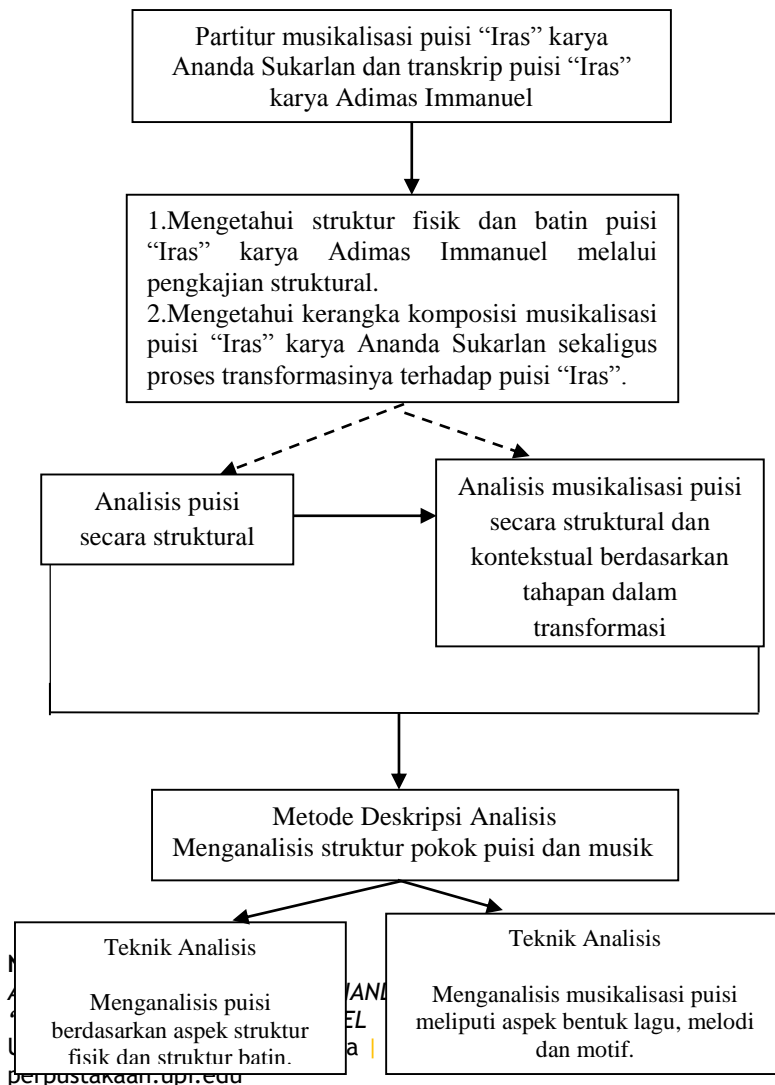 Partitur musikalisasi puisi “Iras” karya
Ananda Sukarlan dan transkrip puisi “Iras”
karya Adimas Immanuel
1.Mengetahui struktur fisik dan batin puisi
“Iras” karya Adimas Immanuel melalui
pengkajian struktural.
2.Mengetahui kerangka komposisi musikalisasi
puisi “Iras” karya Ananda Sukarlan sekaligus
proses transformasinya terhadap puisi “Iras”.
Analisis puisi
secara struktural
Analisis musikalisasi puisi
secara struktural dan
kontekstual berdasarkan
tahapan dalam
transformasi
Metode Deskripsi Analisis
Menganalisis struktur pokok puisi dan musik
Teknik Analisis
Menganalisis puisi
berdasarkan aspek struktur
fisik dan struktur batin.
Teknik Analisis
Menganalisis musikalisasi puisi
meliputi aspek bentuk lagu, melodi
dan motif.
perpustakaan.upi.edu